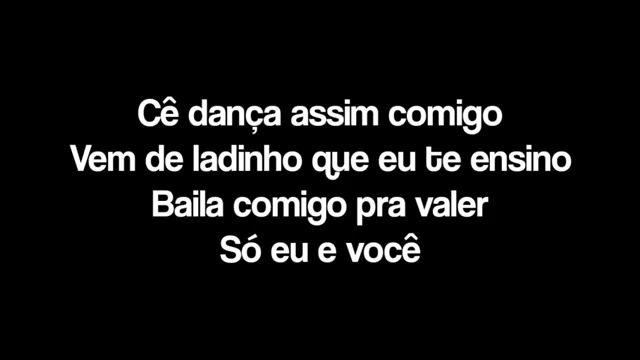 Cê dança assim comigo
Vem de ladinho que eu te ensino
Baila comigo pra valer
Só eu e você